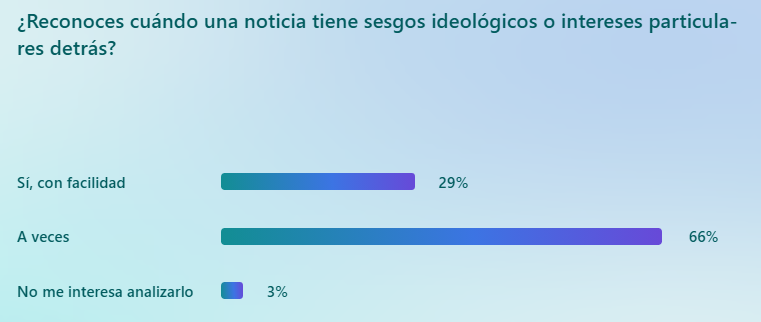 ¿Reconoces cuándo una noticia tiene sesgos ideológicos o intereses particula-
res detrás?
Sí, con facilidad 29%
A veces 66%
No me interesa analizarlo 3%